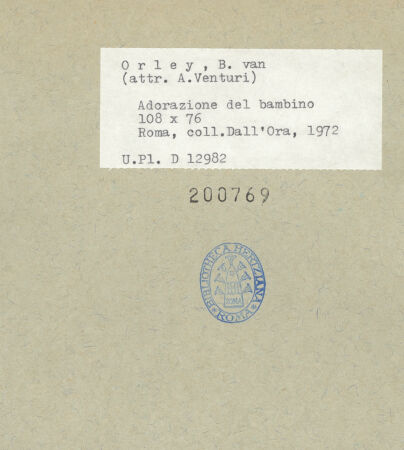 O r l e y , B. van
(attr. A.Venturi)
Adorazione del bambino
108 x 76
Roma, coll.Dall'Ora, 1972
U.Pl. D 12982
200769
BIBLIOTHECA HERTZIANA
ROMA
ROMA